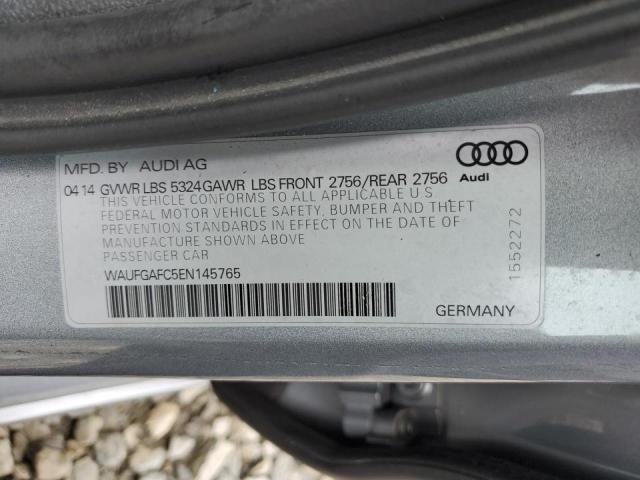 MFD. BY AUDI AG
Audi
04 14 GVWR LBS 5324 GAWR LBS FRONT 2756/REAR 2756
THIS VEHICLE CONFORMS TO ALL APPLICABLE U.S
FEDERAL MOTOR VEHICLE SAFETY, BUMPER AND THEFT
PREVENTION STANDARDS IN EFFECT ON THE DATE OF
MANUFACTURE SHOWN ABOVE
PASSENGER CAR
WAUFGAFC5EN145765
GERMANY
1552272